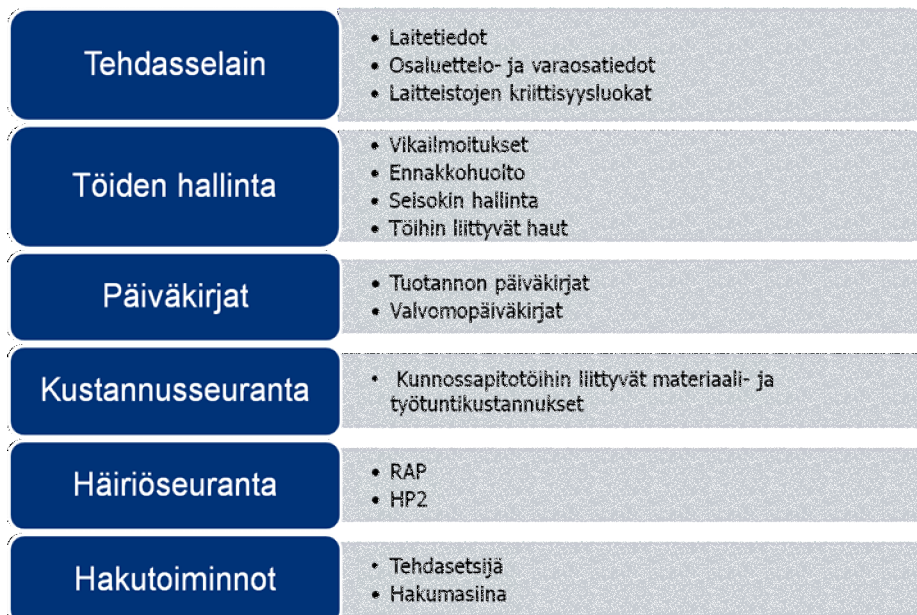 Tehdasselain
• Laitetiedot
• Osaluettelo- ja varaosatiedot
• Laitteistojen kriittisyysluokat
Töiden hallinta
• Vikailmoitukset
• Ennakkohuolto
• Seisokin hallinta
• Töihin liittyvät haut
Päiväkirjat
• Tuotannon päiväkirjat
• Valvomopäiväkirjat
Kustannusseuranta
• Kunnossapitotöihin liittyvät materiaali- ja
työtuntikustannukset
Häiriöseuranta
• RAP
• HP2
Hakutoiminnot
• Tehdasetsijä
• Hakumasiina